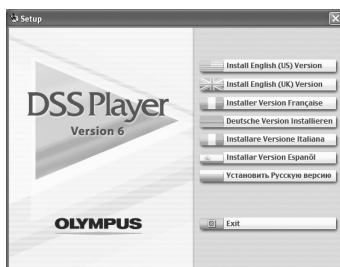 Setup
DSS Player
Version 6
OLYMPUS
Install English (US) Version
Install English (UK) Version
Installer Version Française
Deutsche Version Installieren
Installare Versione Italiana
Installar Version Espanõl
Установить Русскую версию
Exit